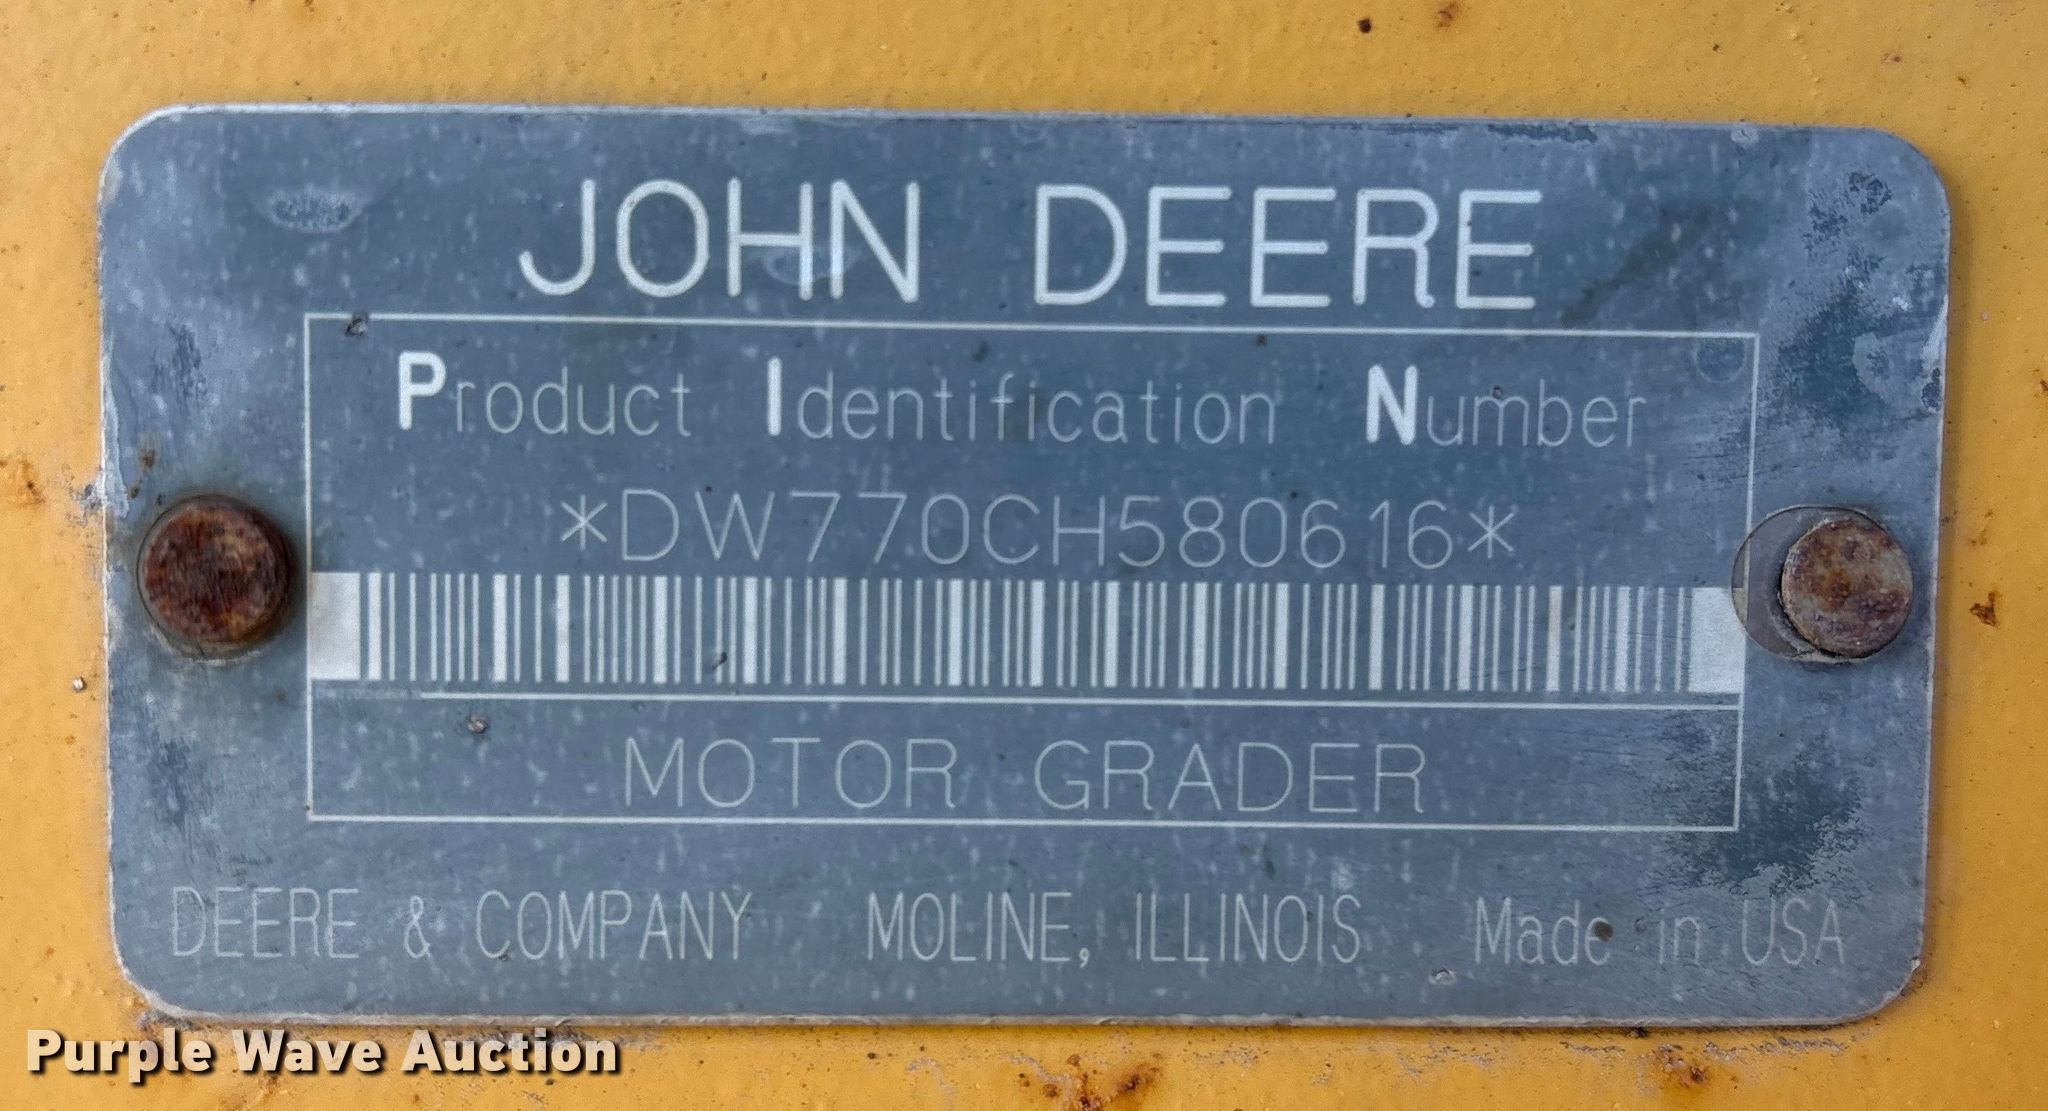 JOHN DEERE
Product Identification Number
*DW770CH580616*
MOTOR GRADER
DEERE & COMPANY MOLINE, ILLINOIS Made in USA
Purple Wave Auction